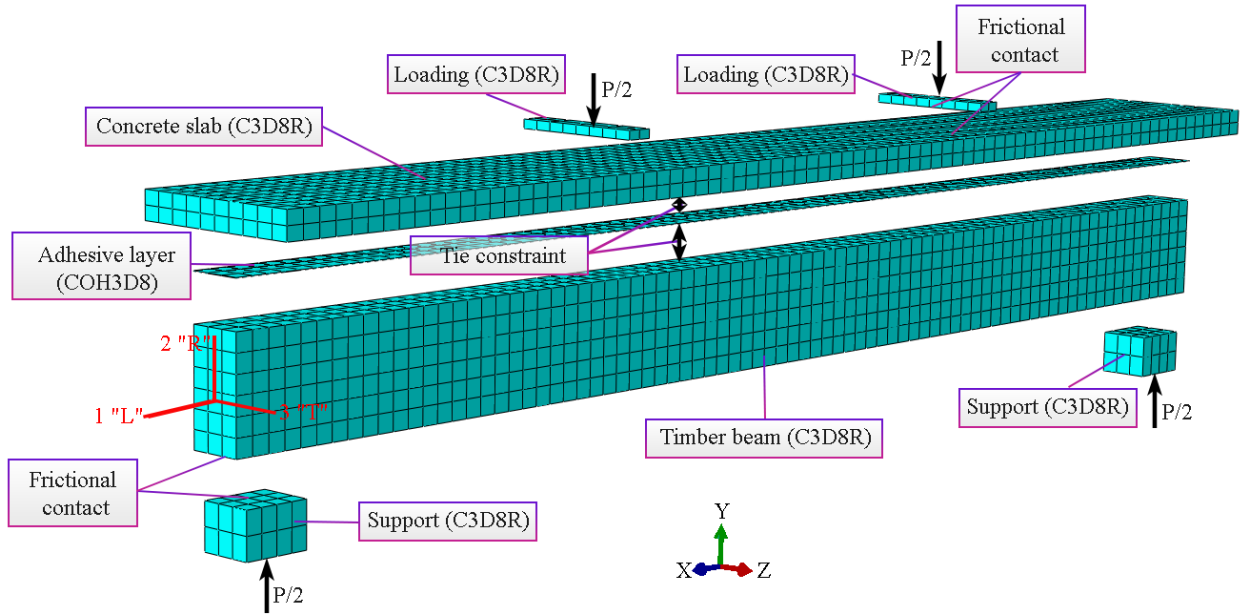 Frictional
contact
P/2
Loading (C3D8R)
Loading (C3D8R)
P/2
Concrete slab (C3D8R)
Adhesive layer
(COH3D8)
Tie constraint
2 "R"
1 "L"
3 "T"
Support (C3D8R)
P/2
Timber beam (C3D8R)
Frictional
contact
Support (C3D8R)
P/2
Y
X
Z